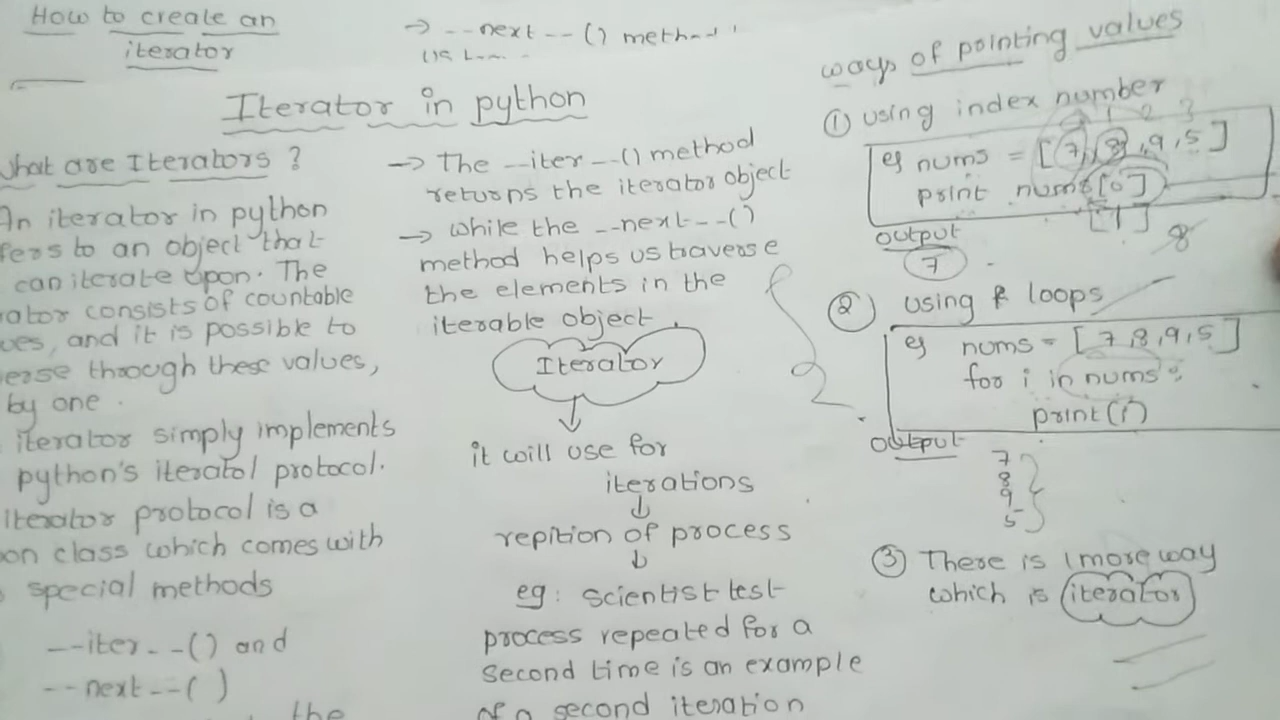 How to create an
iterator
→ --next--() method
Iterator in python
What are Iterators ?
An iterator in python
fers to an object that
can iterate upon. The
ator consists of countable
ues, and it is possible to
erse through these values,
by one.
iterator simply implements
python's iterator protocol.
iterator protocol is a
on class which comes with
special methods
--iter--() and
--next--()
the
→ The --iter--() method
returns the iterator object
→ while the --next--()
method helps us traverse
the elements in the
iterable object.
Iterator
it will use for
iterations
↓
repition of process
↓
eg: scientist test
process repeated for a
second time is an example
of a second iteration
ways of pointing values
① using index number
1 2 3
eg nums = [7,8,9,5]
print nums[0]
[1]
output
8
7
② using loops
eg nums = [7,8,9,5]
for i in nums:
print(i)
output
7
8
9
5
③ There is 1 more way
which is iterator